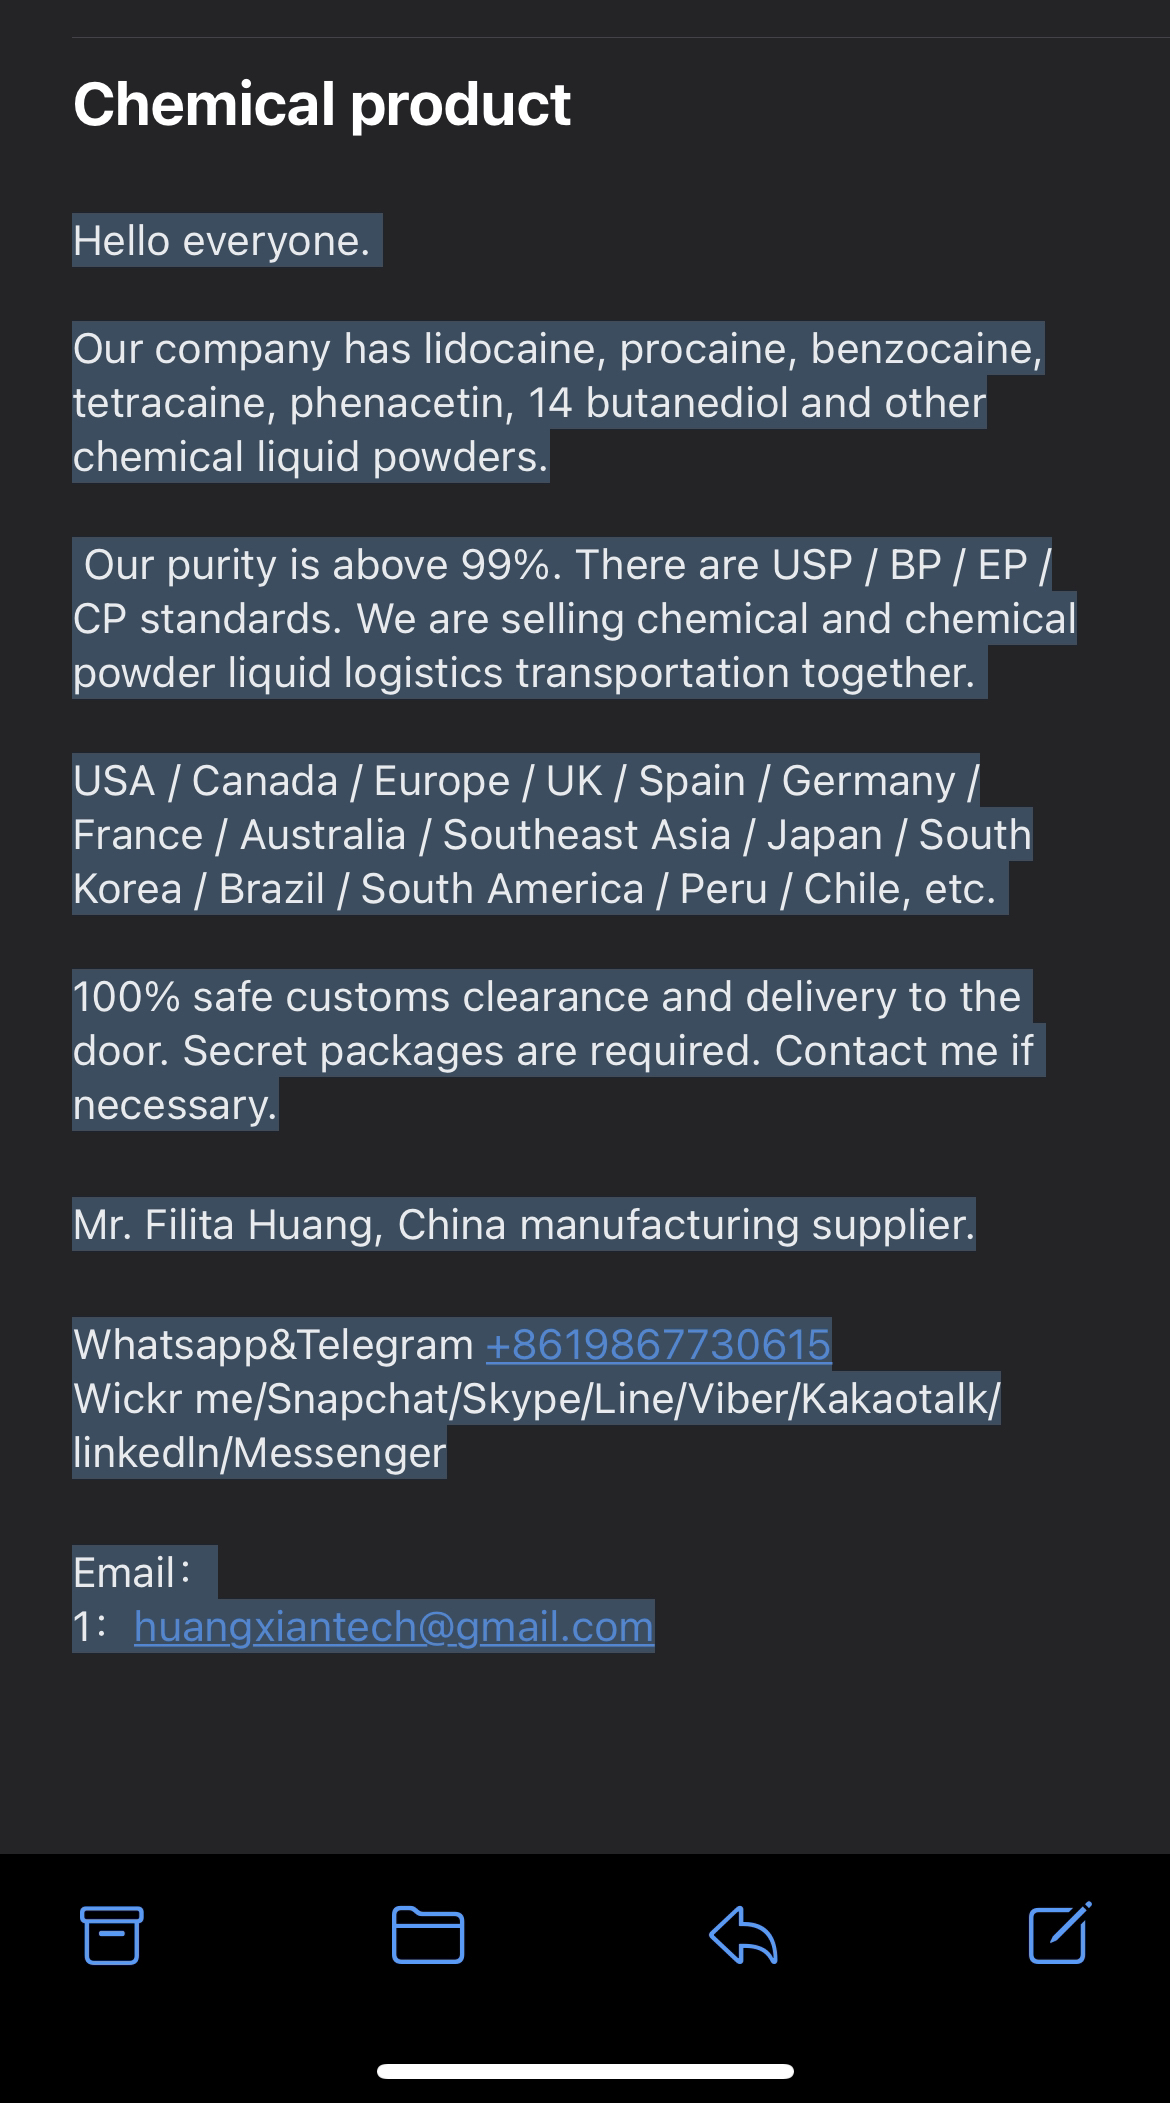 Chemical product
Hello everyone.
Our company has lidocaine, procaine, benzocaine,
tetracaine, phenacetin, 14 butanediol and other
chemical liquid powders.
Our purity is above 99%. There are USP / BP / EP /
CP standards. We are selling chemical and chemical
powder liquid logistics transportation together.
USA / Canada / Europe / UK / Spain / Germany /
France / Australia / Southeast Asia / Japan / South
Korea / Brazil / South America / Peru / Chile, etc.
100% safe customs clearance and delivery to the
door. Secret packages are required. Contact me if
necessary.
Mr. Filita Huang, China manufacturing supplier.
Whatsapp&Telegram +8619867730615
Wickr me/Snapchat/Skype/Line/Viber/Kakaotalk/
linkedln/Messenger
Email：
1：huangxiantech@gmail.com